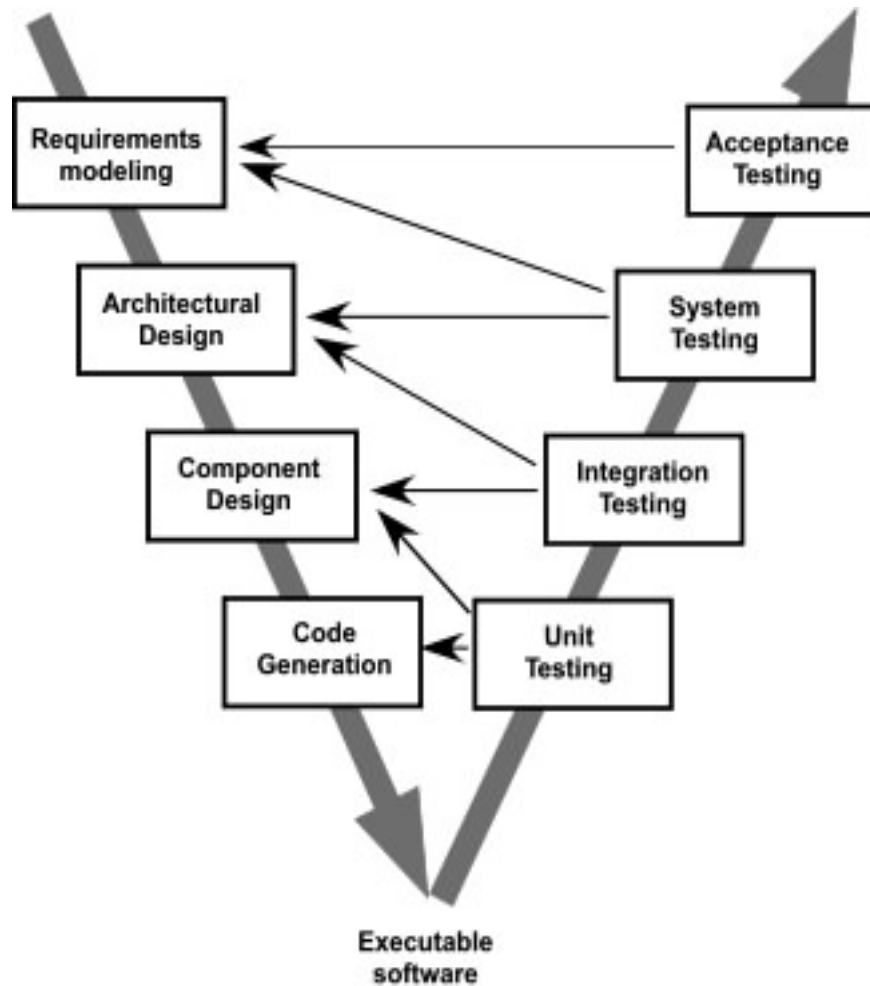 Requirements
modeling
Acceptance
Testing
Architectural
Design
System
Testing
Component
Design
Integration
Testing
Code
Generation
Unit
Testing
Executable
software